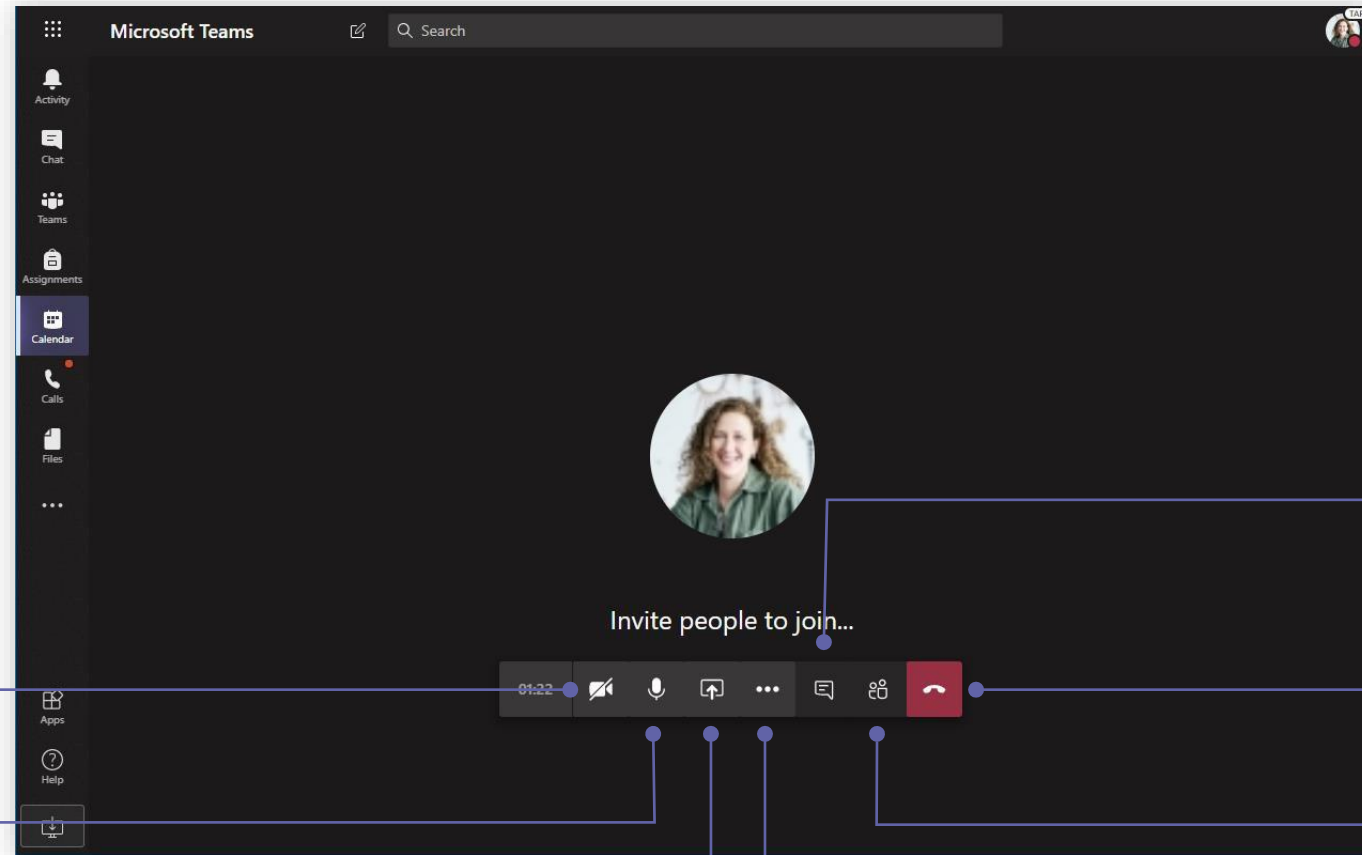 Microsoft Teams
Search
Activity
Chat
Teams
Assignments
Calendar
Calls
Files
Invite people to join...
01:22
Apps
Help